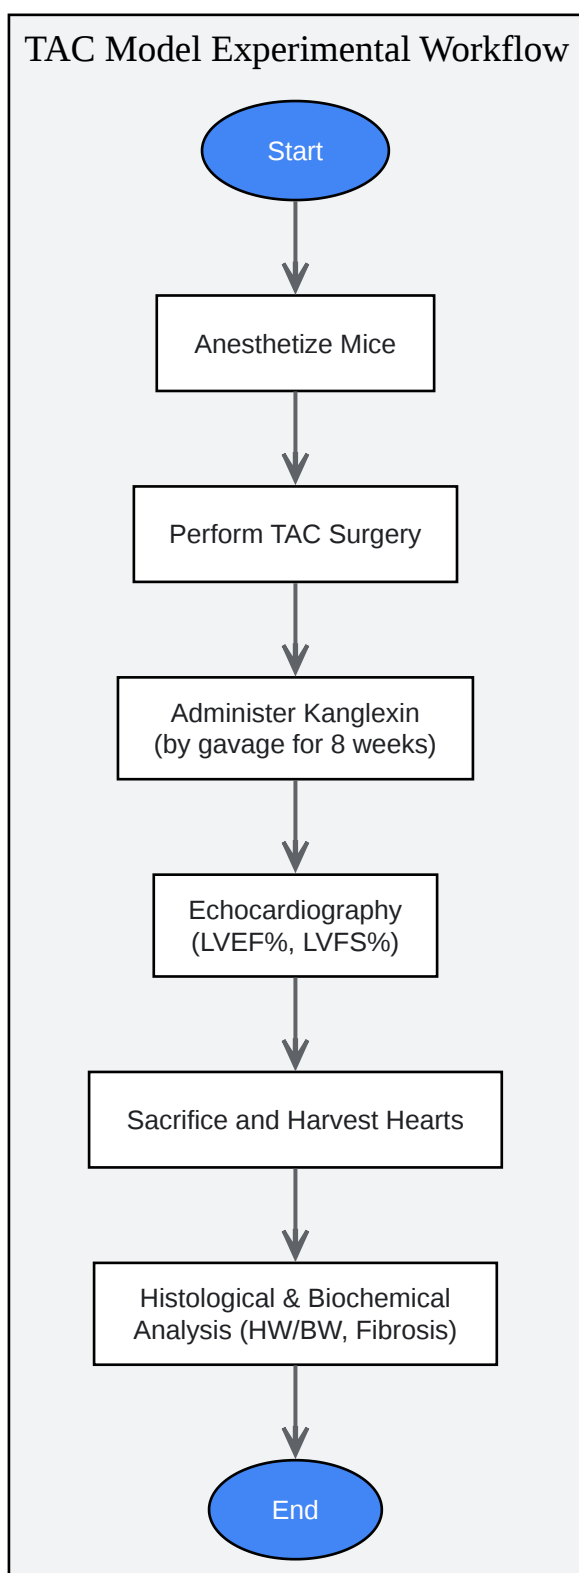 TAC Model Experimental Workflow
Start
Anesthetize Mice
Perform TAC Surgery
Administer Kanglexin
(by gavage for 8 weeks)
Echocardiography
(LVEF%, LVFS%)
Sacrifice and Harvest Hearts
Histological & Biochemical
Analysis (HW/BW, Fibrosis)
End